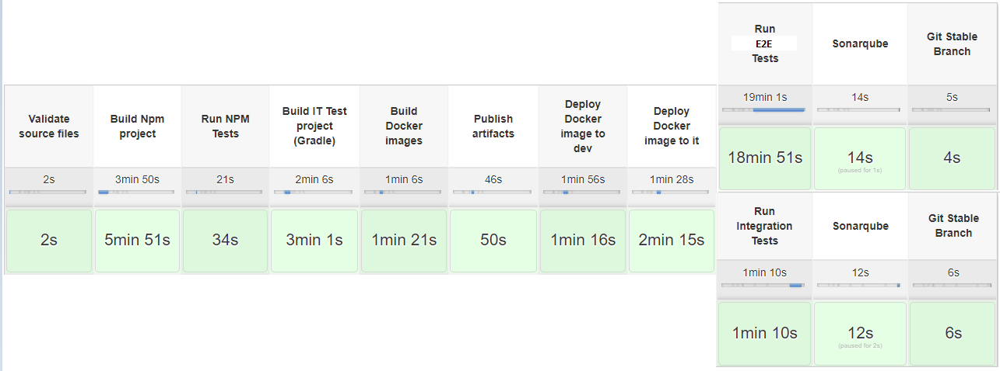 Validate
source files
Build Npm
project
Run NPM
Tests
Build IT Test
project
(Gradle)
Build
Docker
images
Publish
artifacts
Deploy
Docker
image to
dev
Deploy
Docker
image to it
2s
3min 50s
21s
2min 6s
1min 6s
46s
1min 56s
1min 28s
2s
5min 51s
34s
3min 1s
1min 21s
50s
1min 16s
2min 15s
Run
E2E
Tests
Sonarqube
Git Stable
Branch
19min 1s
14s
5s
18min 51s
14s
(paused for 1s)
4s
Run
Integration
Tests
Sonarqube
Git Stable
Branch
1min 10s
12s
6s
1min 10s
12s
(paused for 2s)
6s